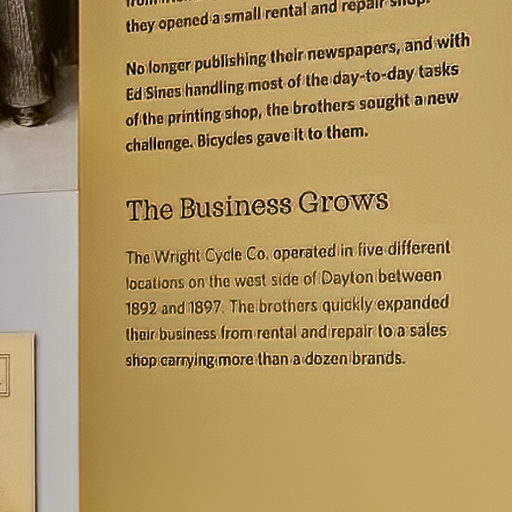 they opened a small rental and repair shop.
No longer publishing their newspapers, and with
Ed Sines handling most of the day-to-day tasks
of the printing shop, the brothers sought a new
challenge. Bicycles gave it to them.
The Business Grows
The Wright Cycle Co. operated in five different
locations on the west side of Dayton between
1892 and 1897. The brothers quickly expanded
their business from rental and repair to a sales
shop carrying more than a dozen brands.